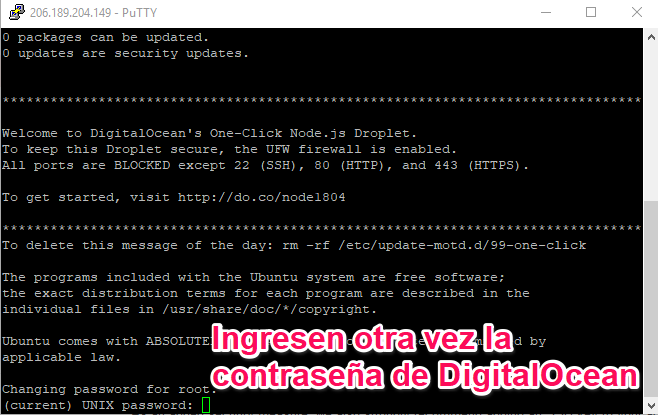 206.189.204.149 - PuTTY
0 packages can be updated.
0 updates are security updates.
********************************************************************************
Welcome to DigitalOcean's One-Click Node.js Droplet.
To keep this Droplet secure, the UFW firewall is enabled.
All ports are BLOCKED except 22 (SSH), 80 (HTTP), and 443 (HTTPS).
To get started, visit http://do.co/node1804
********************************************************************************
To delete this message of the day: rm -rf /etc/update-motd.d/99-one-click
The programs included with the Ubuntu system are free software;
the exact distribution terms for each program are described in the
individual files in /usr/share/doc/*/copyright.
Ubuntu comes with ABSOLUTE by
applicable law.
Ingresen otra vez la
contraseña de DigitalOcean
Changing password for root.
(current) UNIX password: